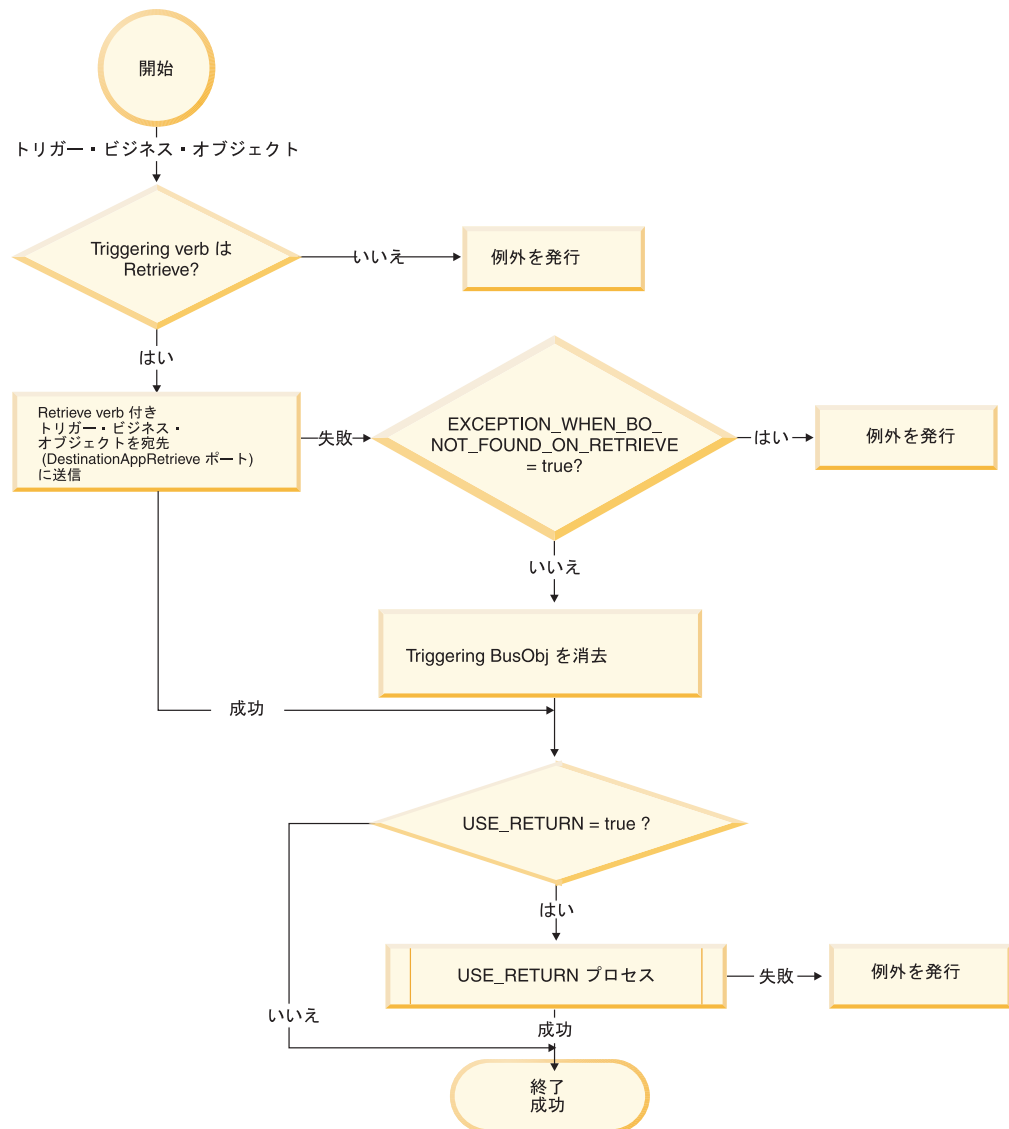 開始
トリガー・ビジネス・オブジェクト
Triggering verb は
Retrieve?
いいえ
例外を発行
はい
Retrieve verb 付き
トリガー・ビジネス・
オブジェクトを宛先
(DestinationAppRetrieve ポート)
に送信
失敗
EXCEPTION_WHEN_BO_
NOT_FOUND_ON_RETRIEVE
= true?
はい
例外を発行
いいえ
Triggering BusObj を消去
成功
USE_RETURN = true ?
はい
USE_RETURN プロセス
失敗
例外を発行
いいえ
成功
終了
成功